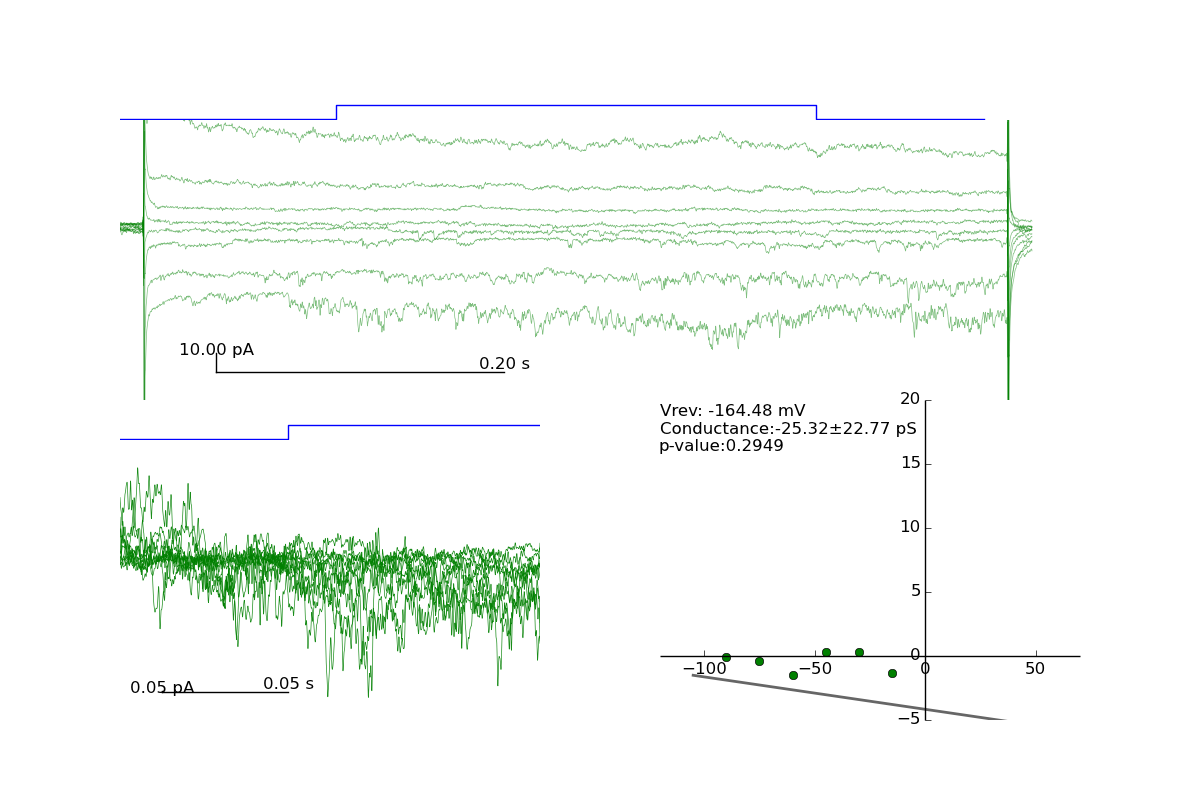 10.00 pA
0.20 s
Vrev: -164.48 mV
Conductance:-25.32±22.77 pS
p-value:0.2949
20
15
10
5
0
−5
−100
−50
0
50
0.05 pA
0.05 s